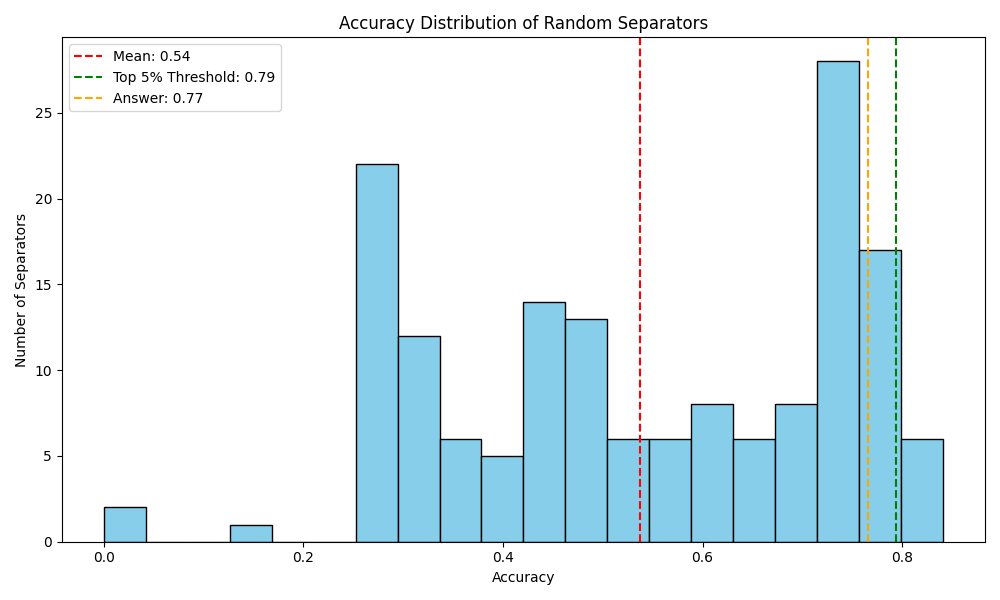 Accuracy Distribution of Random Separators
Mean: 0.54
Top 5% Threshold: 0.79
Answer: 0.77
Number of Separators
25
20
15
10
5
0
0.0 0.2 0.4 0.6 0.8
Accuracy